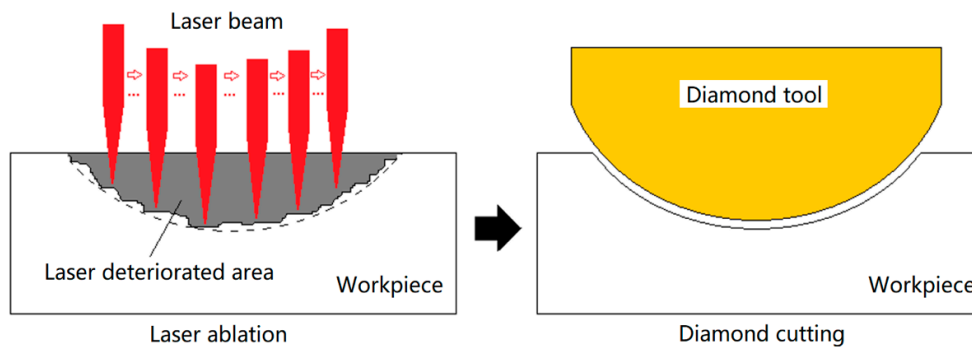 Laser beam
...
...
...
...
...
Laser deteriorated area
Workpiece
Laser ablation
Diamond tool
Workpiece
Diamond cutting